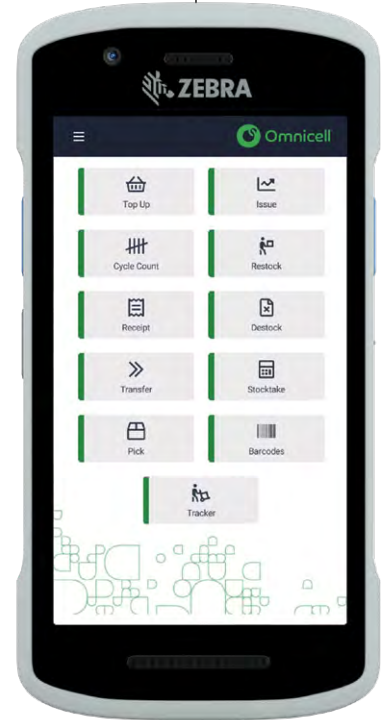 ZEBRA
Omnicell
Top Up
Issue
Cycle Count
Restock
Receipt
Destock
Transfer
Stocktake
Pick
Barcodes
Tracker